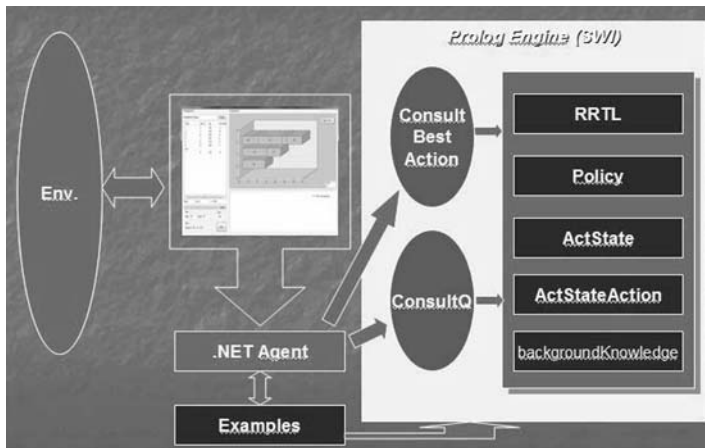 Prolog Engine (SWI)
Env.
Consult
Best
Action
RRTL
Policy
ActState
ConsultQ
ActStateAction
.NET Agent
backgroundKnowledge
Examples